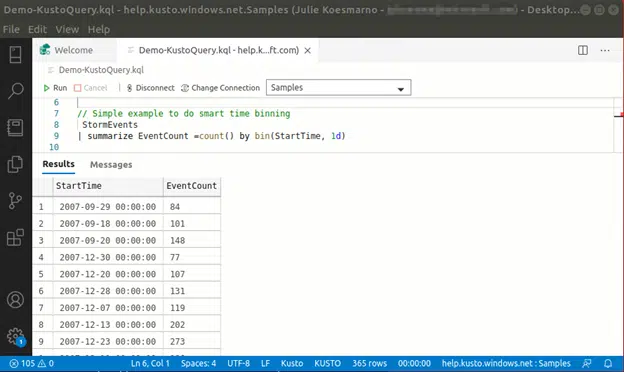 Demo-KustoQuery.kql - help.kusto.windows.net.Samples (Julie Koesmarno - - Desktop...
File Edit View Help
Welcome
Demo-KustoQuery.kql - help.k...ft.com)
Demo-KustoQuery.kql
Run Cancel Disconnect Change Connection Samples
6
7 // Simple example to do smart time binning
8 StormEvents
9 | summarize EventCount =count() by bin(StartTime, 1d)
10
Results Messages
StartTime EventCount
1 2007-09-29 00:00:00 84
2 2007-09-18 00:00:00 101
3 2007-09-20 00:00:00 148
4 2007-12-30 00:00:00 77
5 2007-12-20 00:00:00 107
6 2007-12-28 00:00:00 131
7 2007-12-07 00:00:00 119
8 2007-12-13 00:00:00 202
9 2007-12-23 00:00:00 273
1
105 0 Ln 6, Col 1 Spaces: 4 UTF-8 LF Kusto KUSTO 365 rows 00:00:00 help.kusto.windows.net : Samples